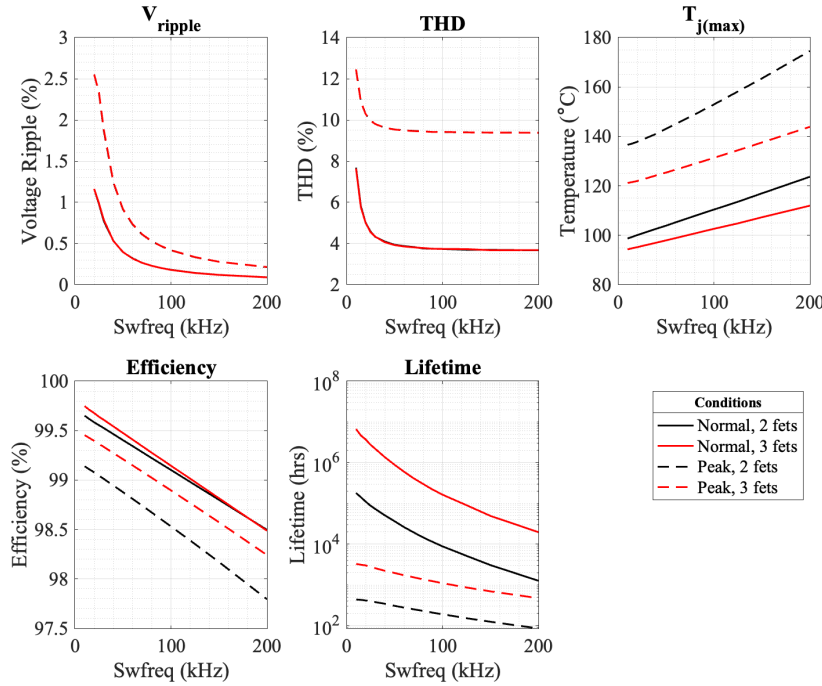 V_ripple
THD
T_j(max)
3
2.5
2
1.5
1
0.5
0
Voltage Ripple (%)
0
100
200
Swfreq (kHz)
14
12
10
8
6
4
2
THD (%)
0
100
200
Swfreq (kHz)
180
160
140
120
100
80
Temperature (°C)
0
100
200
Swfreq (kHz)
Efficiency
Lifetime
100
99.5
99
98.5
98
97.5
Efficiency (%)
0
100
200
Swfreq (kHz)
10^8
10^6
10^4
10^2
Lifetime (hrs)
0
100
200
Swfreq (kHz)
Conditions
Normal, 2 fets
Normal, 3 fets
Peak, 2 fets
Peak, 3 fets